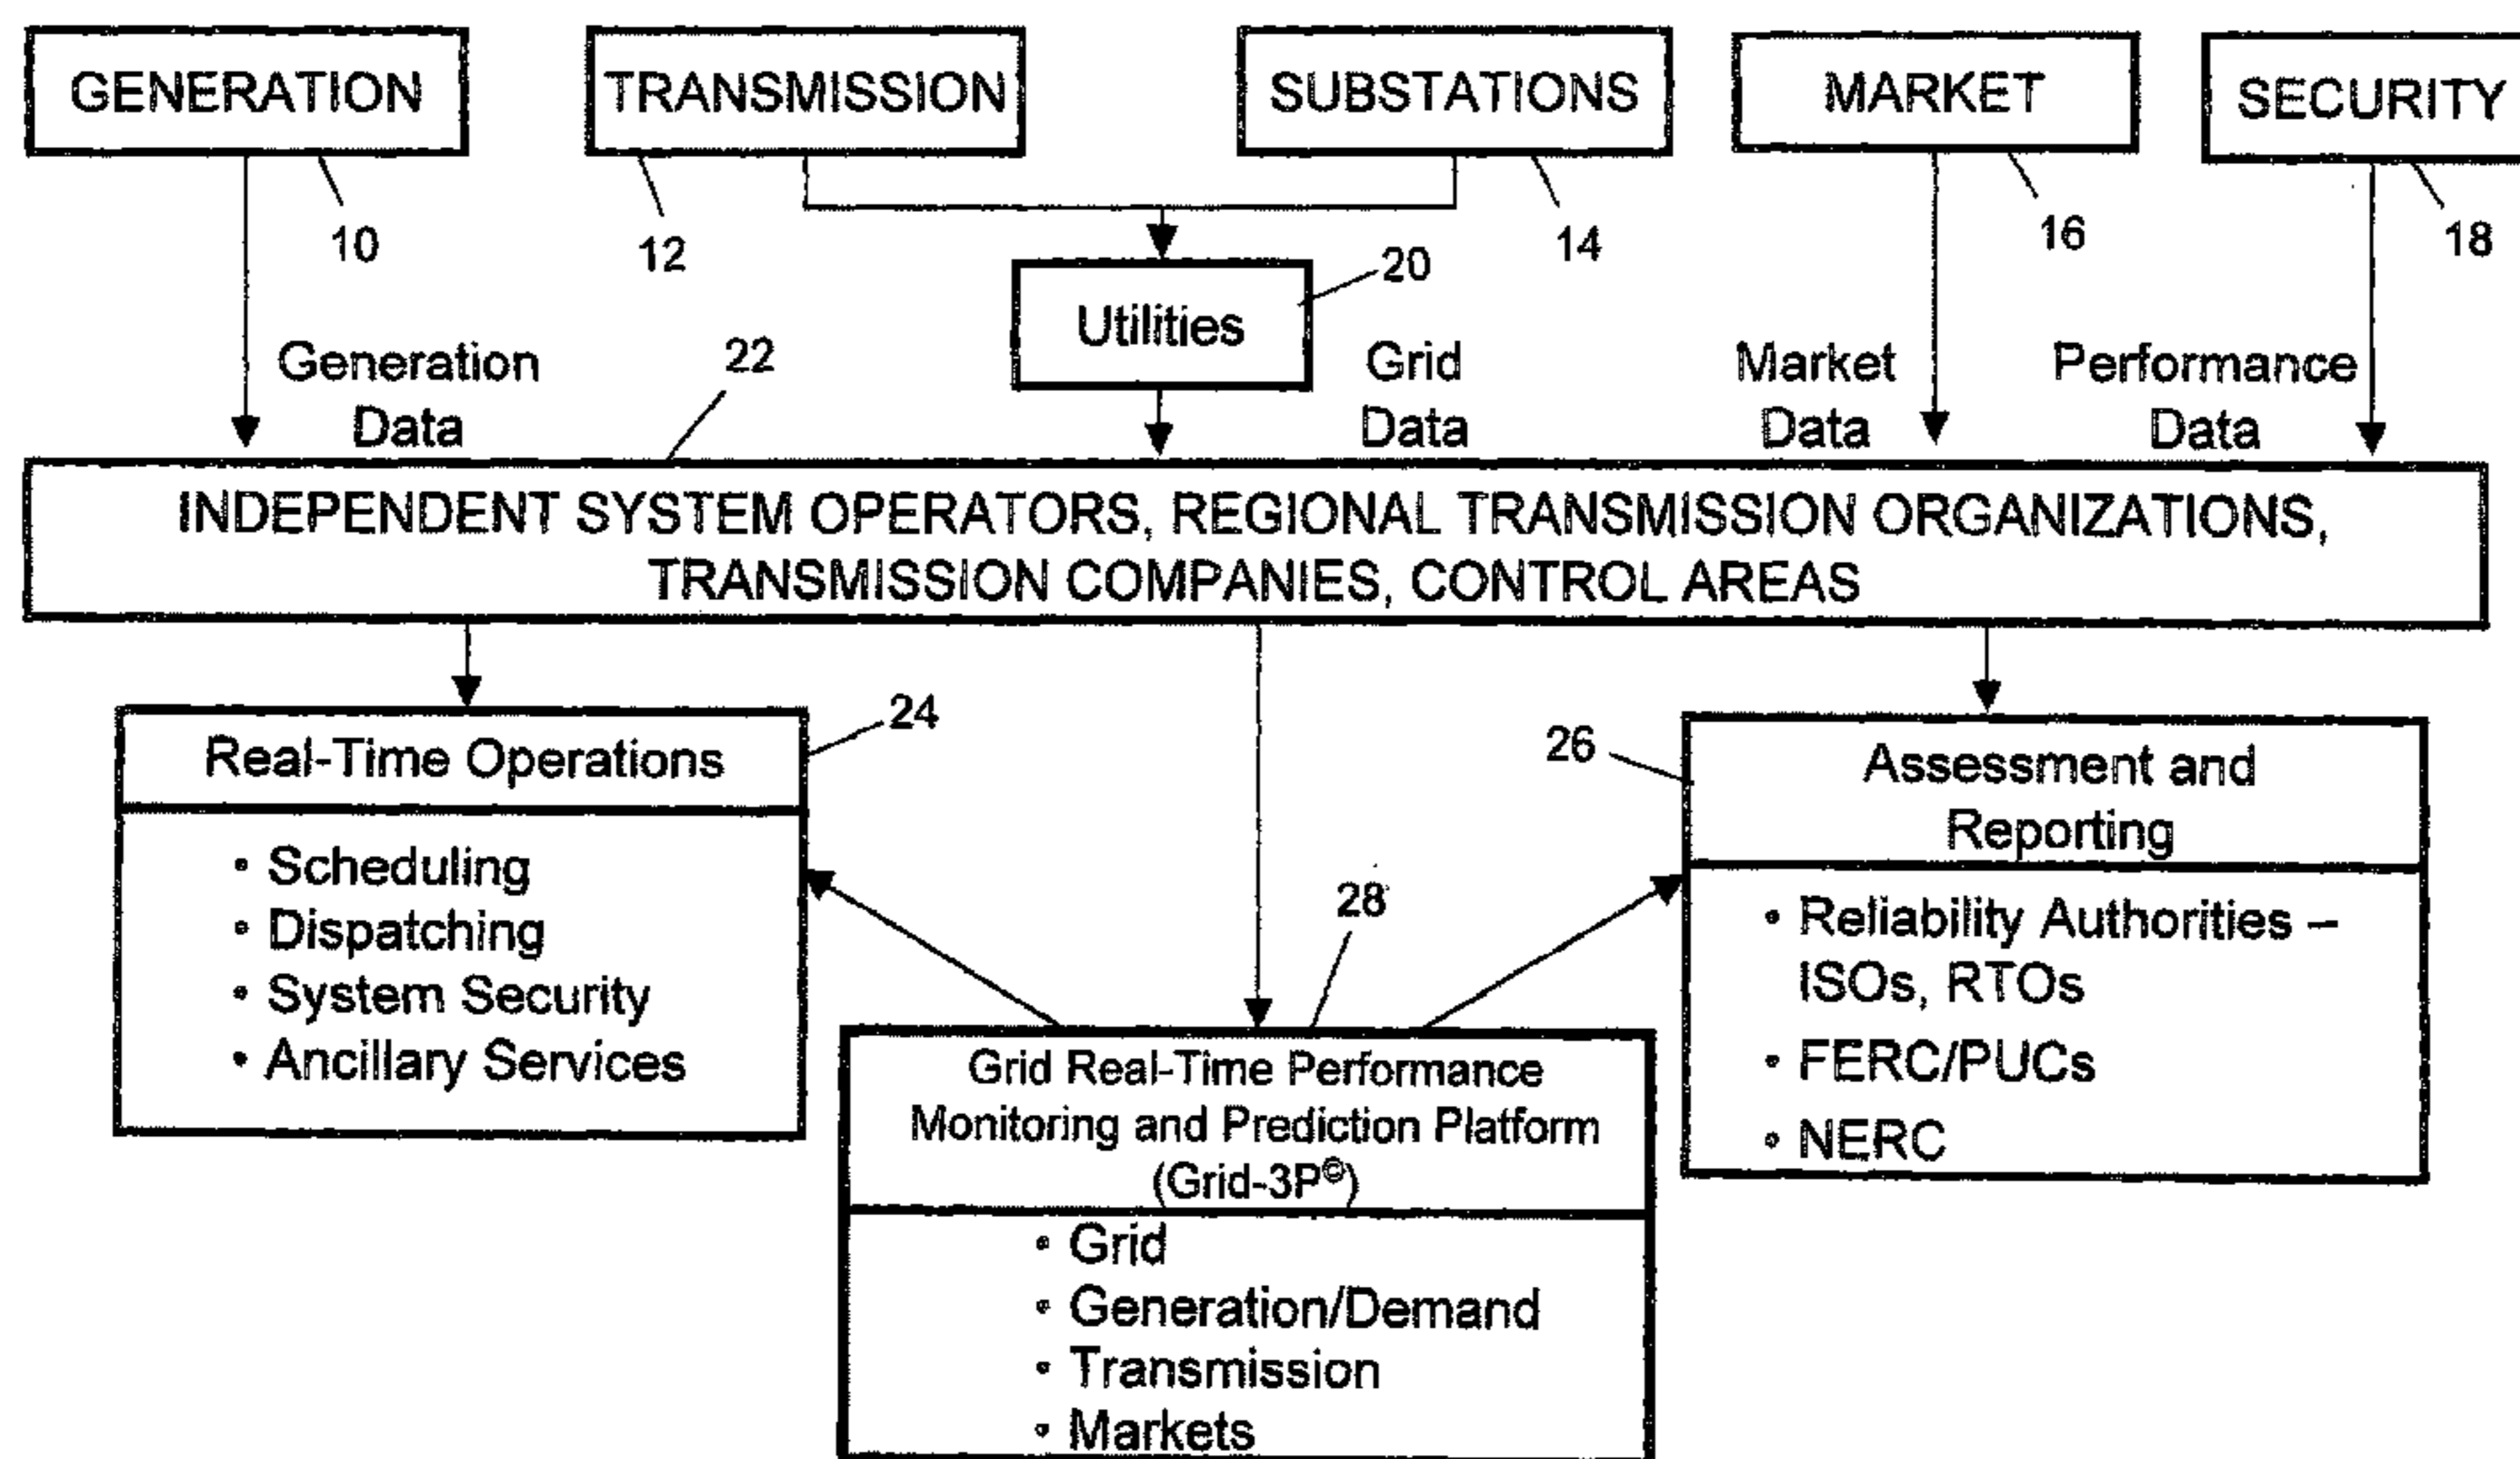 GENERATION
TRANSMISSION
SUBSTATIONS
MARKET
SECURITY
10
12
14
16
18
20
Utilities
Generation
Data
22
Grid
Data
Market
Data
Performance
Data
INDEPENDENT SYSTEM OPERATORS, REGIONAL TRANSMISSION ORGANIZATIONS,
TRANSMISSION COMPANIES, CONTROL AREAS
24
Real-Time Operations
• Scheduling
• Dispatching
• System Security
• Ancillary Services
26
Assessment and
Reporting
• Reliability Authorities –
ISOs, RTOs
• FERC/PUCs
• NERC
28
Grid Real-Time Performance
Monitoring and Prediction Platform
(Grid-3P©)
• Grid
• Generation/Demand
• Transmission
• Markets